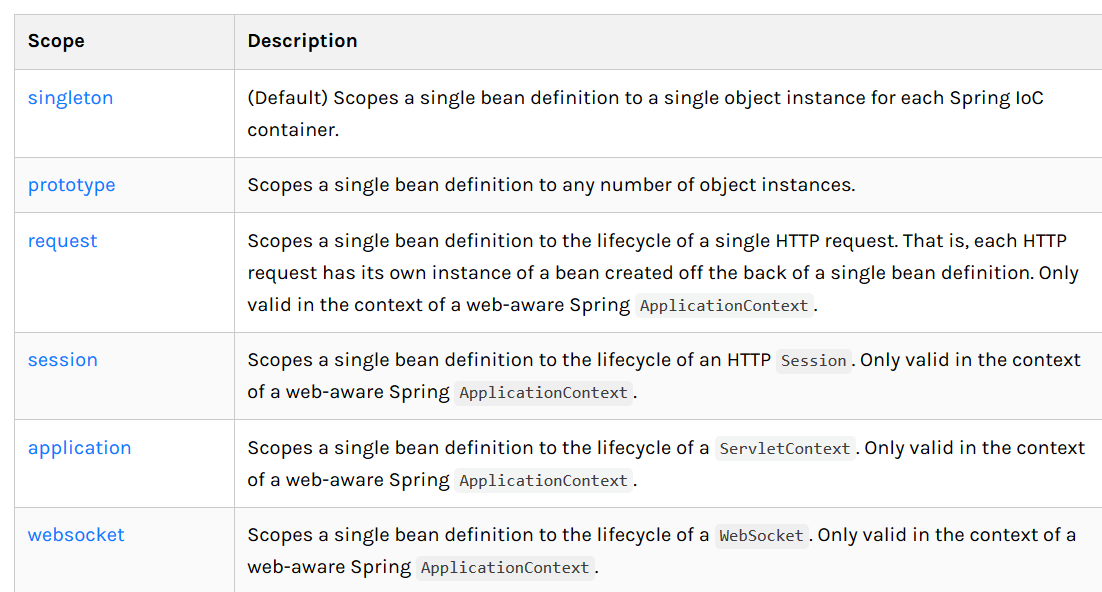 Scope Description
singleton (Default) Scopes a single bean definition to a single object instance for each Spring IoC
container.
prototype Scopes a single bean definition to any number of object instances.
request Scopes a single bean definition to the lifecycle of a single HTTP request. That is, each HTTP
request has its own instance of a bean created off the back of a single bean definition. Only
valid in the context of a web-aware Spring ApplicationContext.
session Scopes a single bean definition to the lifecycle of an HTTP Session. Only valid in the context
of a web-aware Spring ApplicationContext.
application Scopes a single bean definition to the lifecycle of a ServletContext. Only valid in the context
of a web-aware Spring ApplicationContext.
websocket Scopes a single bean definition to the lifecycle of a WebSocket. Only valid in the context of a
web-aware Spring ApplicationContext.